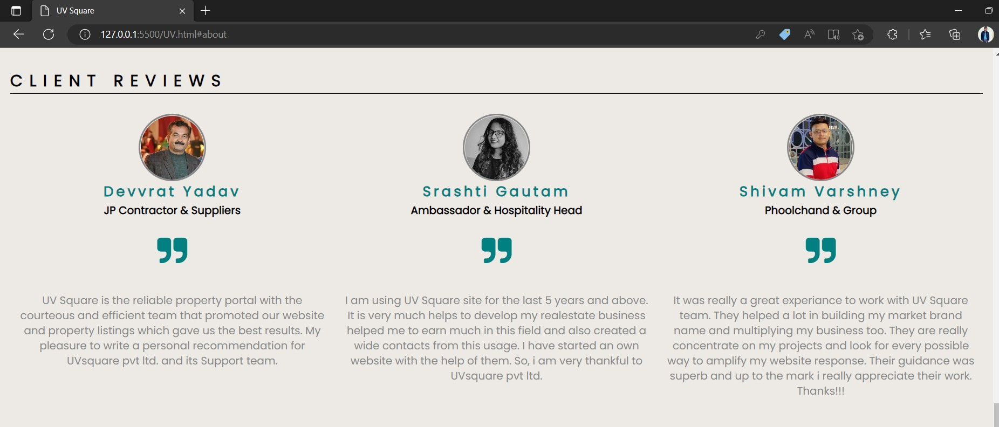 UV Square
127.0.0.1:5500/UV.html#about
CLIENT REVIEWS
Devvrat Yadav
JP Contractor & Suppliers
UV Square is the reliable property portal with the
courteous and efficient team that promoted our website
and property listings which gave us the best results. My
pleasure to write a personal recommendation for
UVsquare pvt ltd. and its Support team.
Srashti Gautam
Ambassador & Hospitality Head
I am using UV Square site for the last 5 years and above.
It is very much helps to develop my realestate business
helped me to earn much in this field and also created a
wide contacts from this usage. I have started an own
website with the help of them. So, i am very thankful to
UVsquare pvt ltd.
Shivam Varshney
Phoolchand & Group
It was really a great experiance to work with UV Square
team. They helped a lot in building my market brand
name and multiplying my business too. They are really
concentrate on my projects and look for every possible
way to amplify my website response. Their guidance was
superb and up to the mark i really appreciate their work.
Thanks!!!